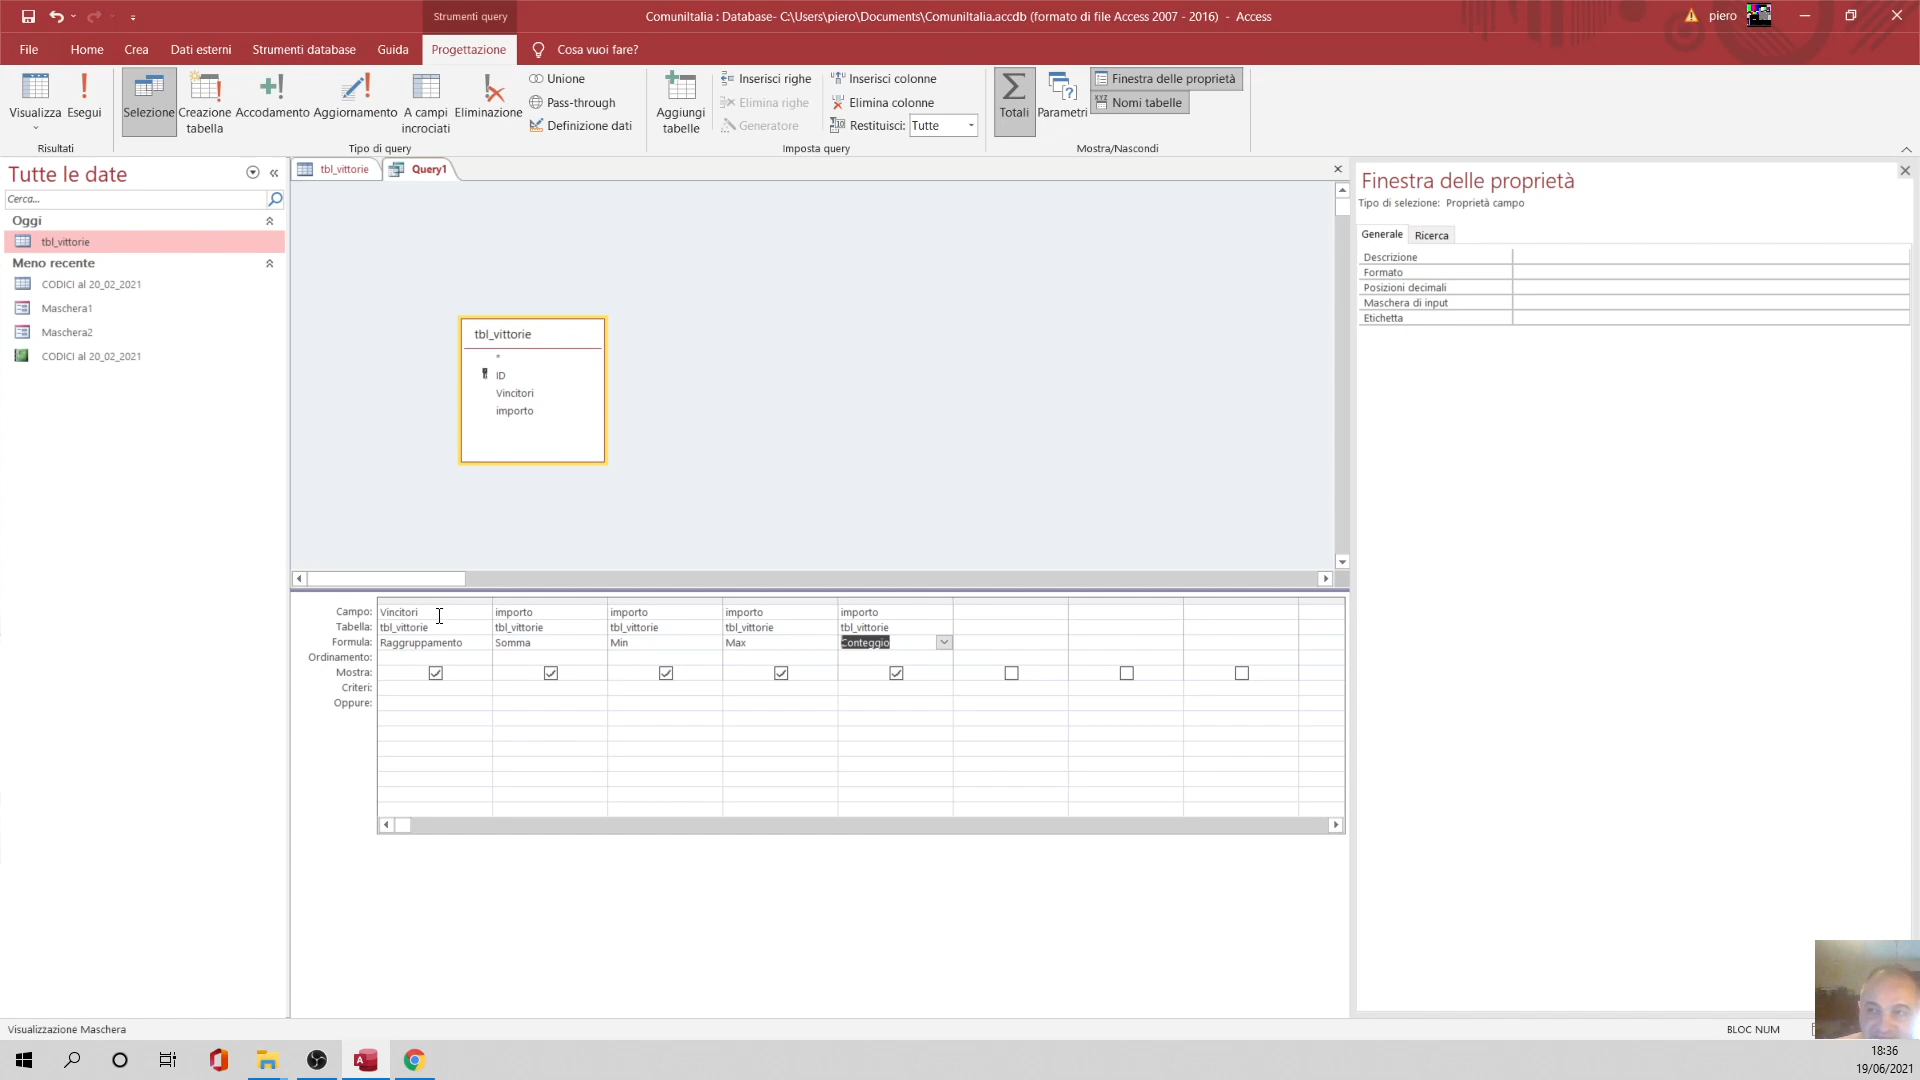 Strumenti query
ComuniItalia : Database- C:\Users\piero\Documents\ComuniItalia.accdb (formato di file Access 2007 - 2016) - Access
piero
File Home Crea Dati esterni Strumenti database Guida Progettazione Cosa vuoi fare?
Visualizza
Esegui
Risultati
Selezione
Creazione tabella
Accodamento
Aggiornamento
A campi incrociati
Eliminazione
Unione
Pass-through
Definizione dati
Tipo di query
Aggiungi tabelle
Inserisci righe
Elimina righe
Generatore
Inserisci colonne
Elimina colonne
Restituisci: Tutte
Imposta query
Totali
Parametri
Finestra delle proprietà
Nomi tabelle
Mostra/Nascondi
Tutte le date
Cerca...
Oggi
tbl_vittorie
Meno recente
CODICI al 20_02_2021
Maschera1
Maschera2
CODICI al 20_02_2021
tbl_vittorie Query1
tbl_vittorie
*
ID
Vincitori
importo
Campo: Vincitori importo importo importo importo
Tabella: tbl_vittorie tbl_vittorie tbl_vittorie tbl_vittorie tbl_vittorie
Formula: Raggruppamento Somma Min Max Conteggio
Ordinamento:
Mostra:
Criteri:
Oppure:
Finestra delle proprietà
Tipo di selezione: Proprietà campo
Generale Ricerca
Descrizione
Formato
Posizioni decimali
Maschera di input
Etichetta
Visualizzazione Maschera
BLOC NUM
18:36
19/06/2021